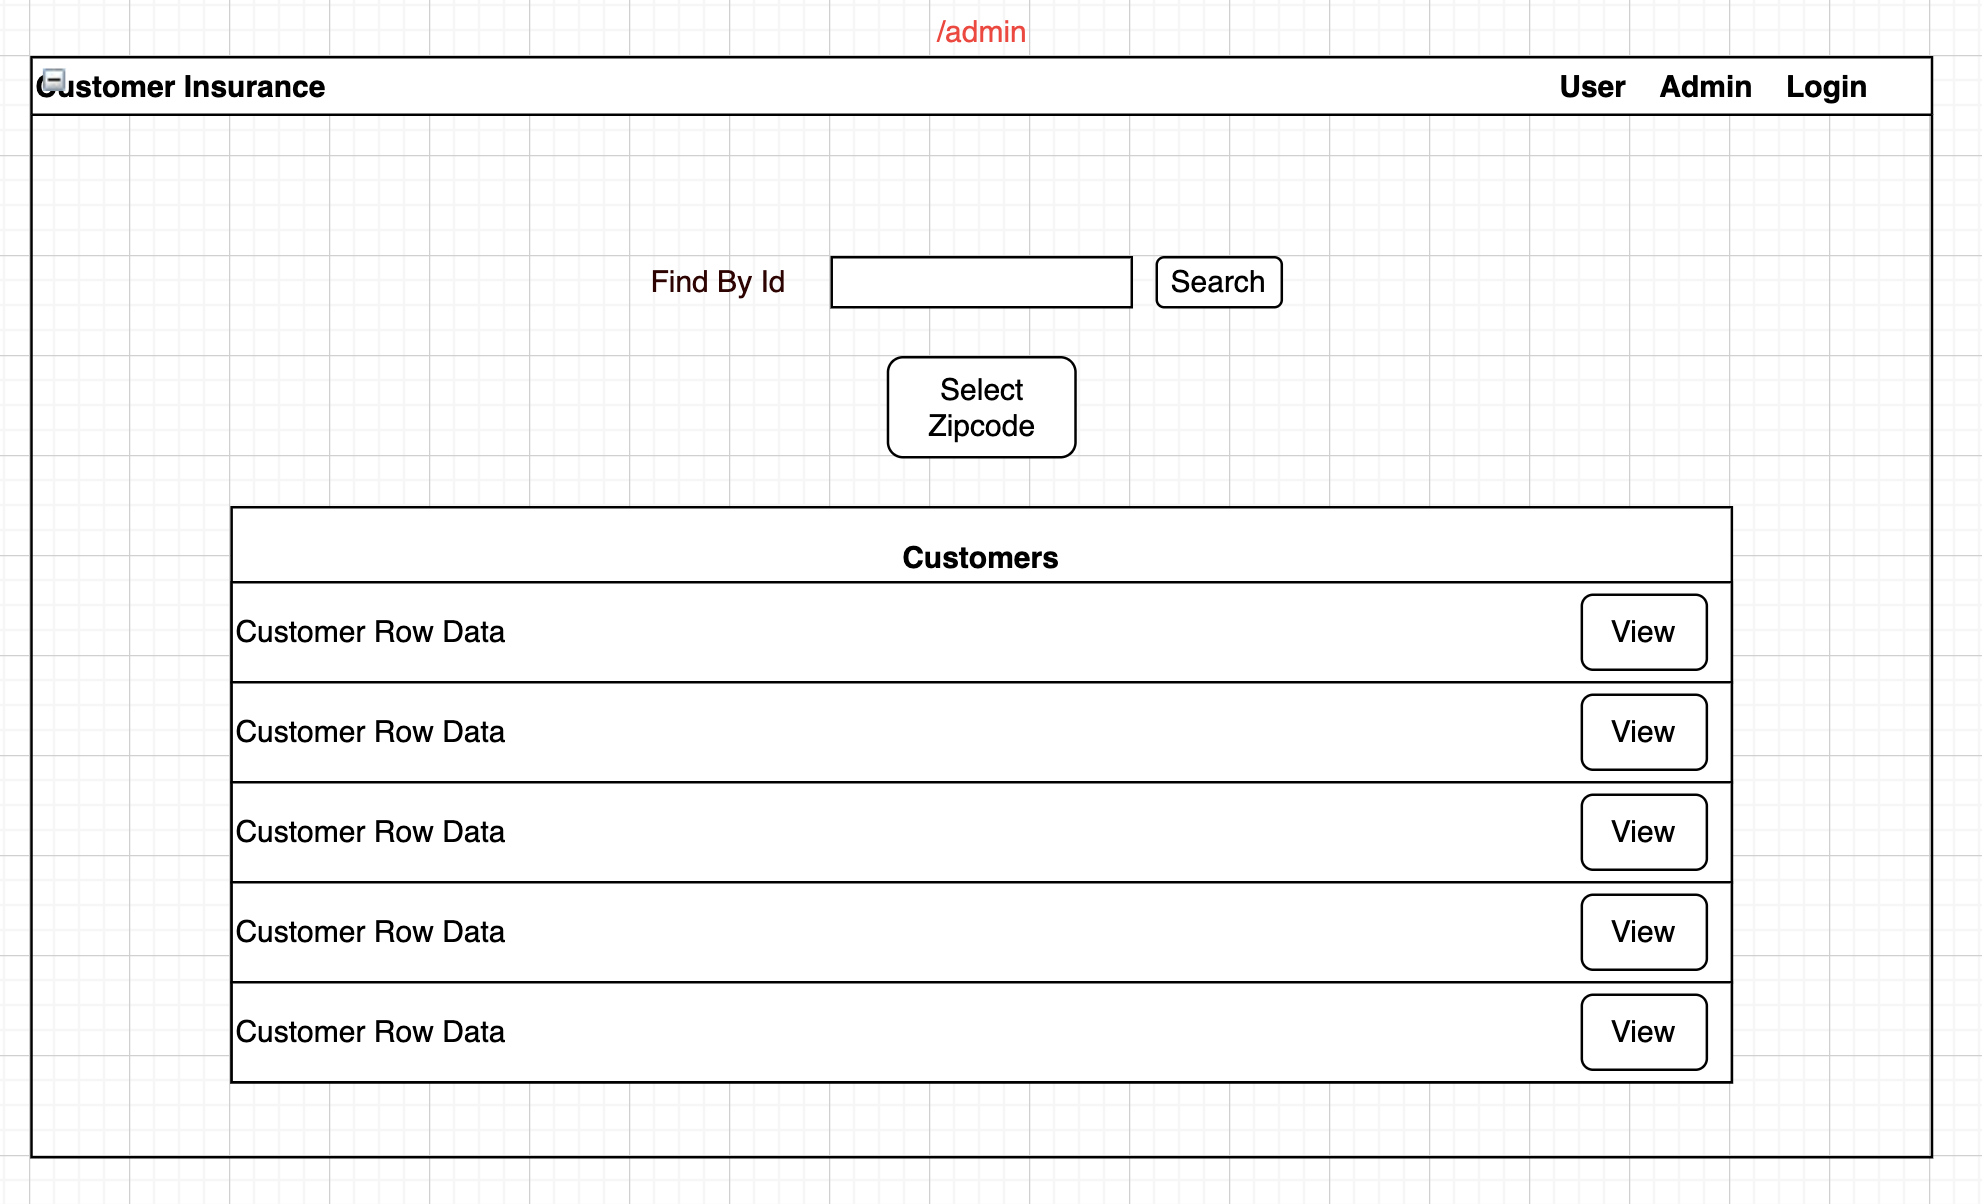 /admin
Customer Insurance
User Admin Login
Find By Id
Search
Select
Zipcode
Customers
Customer Row Data
View
Customer Row Data
View
Customer Row Data
View
Customer Row Data
View
Customer Row Data
View